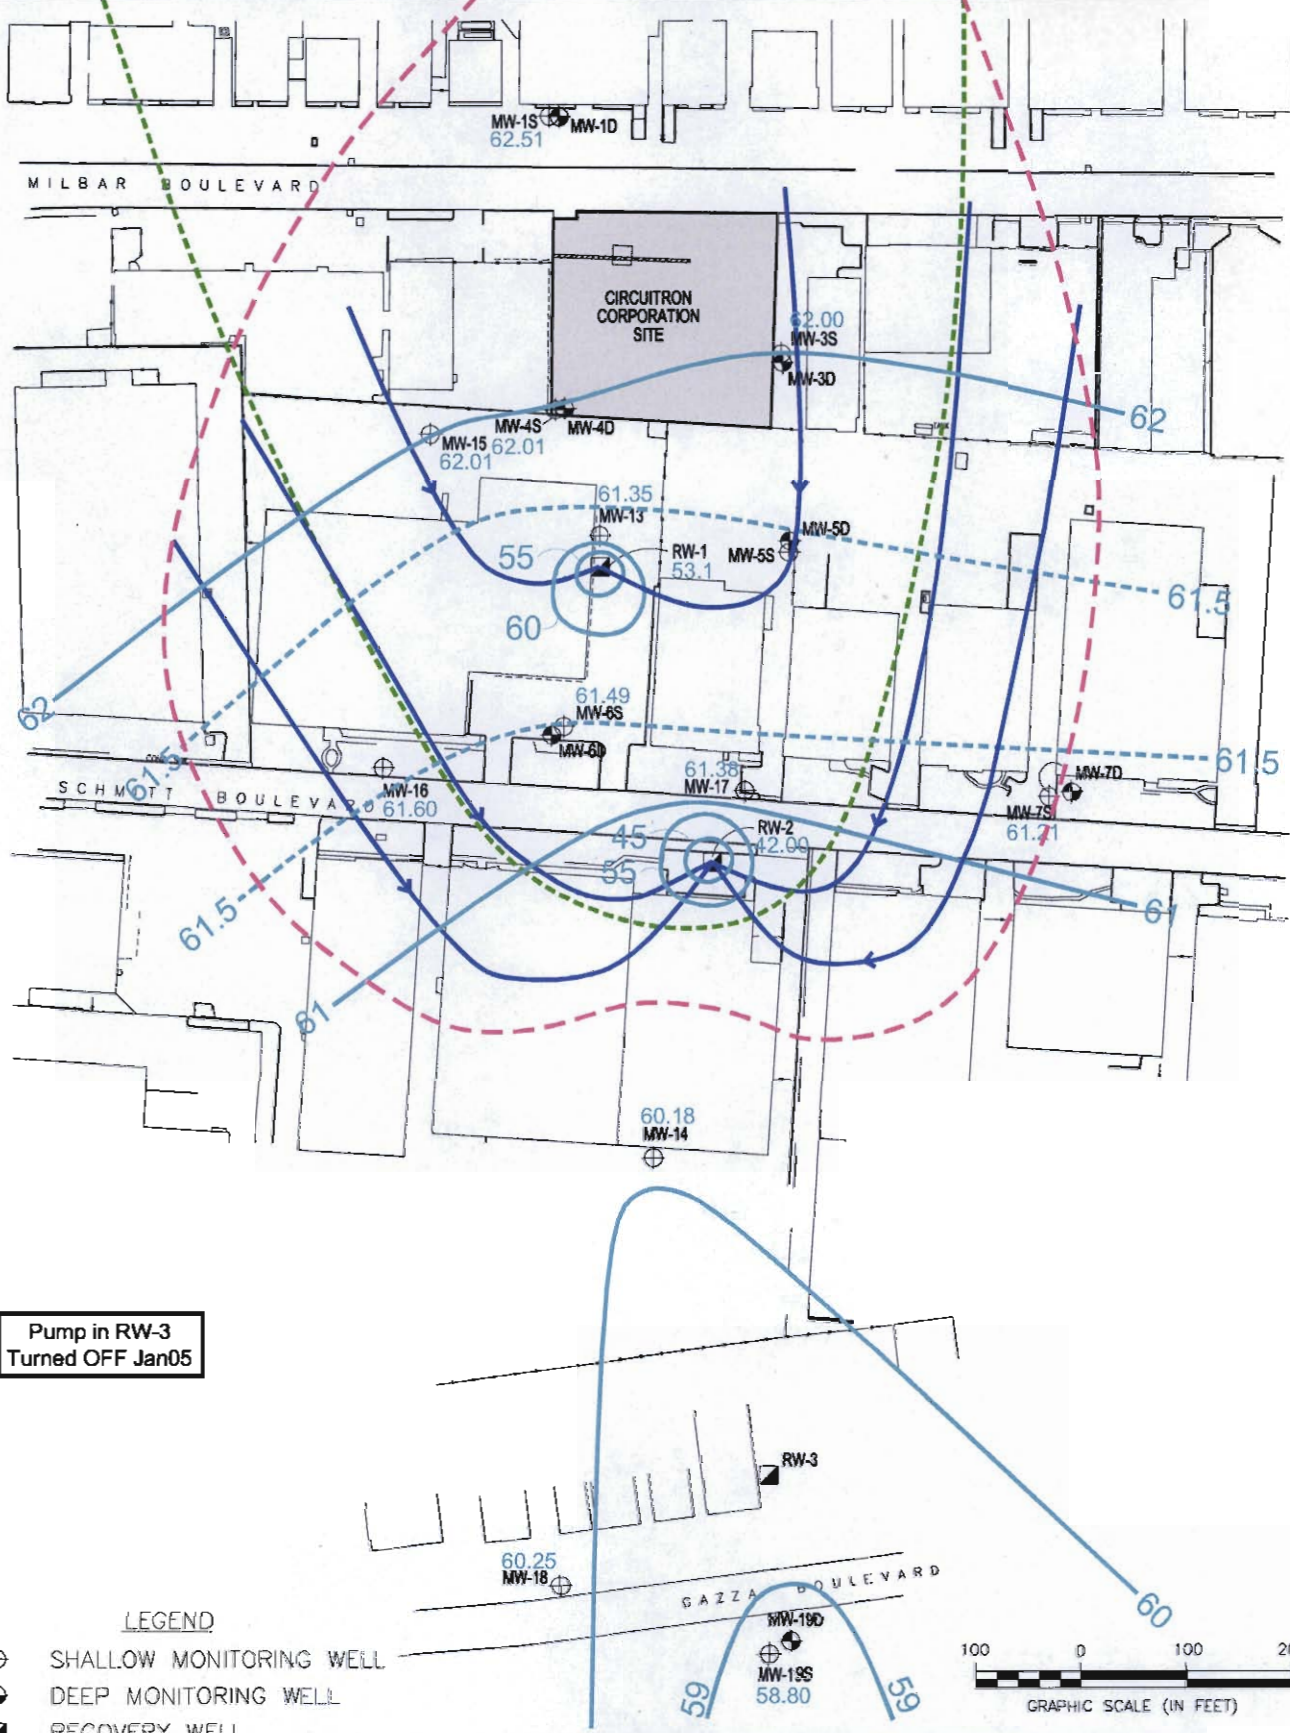 MW-1S
MW-1D
62.51
MILBAR BOULEVARD
CIRCUITRON
CORPORATION
SITE
62.00
MW-3S
MW-3D
62
MW-4S
MW-4D
62.01
MW-15
62.01
61.35
MW-13
MW-5D
MW-5S
55
RW-1
53.1
61.5
60
62
61.49
MW-6S
MW-6D
61.5
61.5
61.38
MW-17
MW-7D
MW-7S
61.21
SCHMITT BOULEVARD
MW-16
61.60
45
RW-2
42.00
55
61.5
61
61
60.18
MW-14
Pump in RW-3
Turned OFF Jan05
RW-3
60.25
MW-18
GAZZA BOULEVARD
60
MW-19D
MW-19S
58.80
59
59
LEGEND
SHALLOW MONITORING WELL
DEEP MONITORING WELL
RECOVERY WELL
100 0 100
GRAPHIC SCALE (IN FEET)